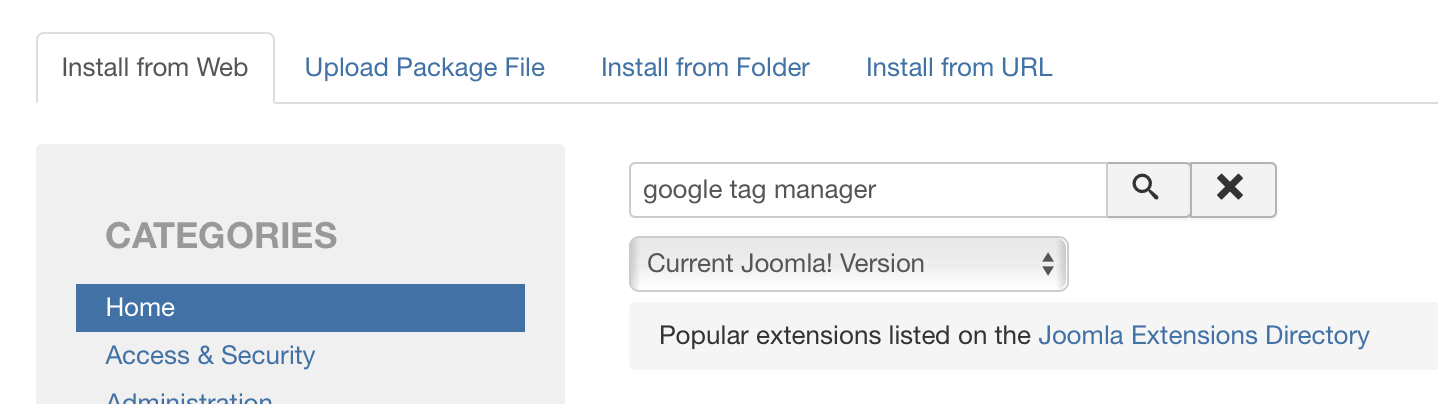 Install from Web Upload Package File Install from Folder Install from URL
CATEGORIES
Home
Access & Security
Administration
google tag manager
Current Joomla! Version
Popular extensions listed on the Joomla Extensions Directory